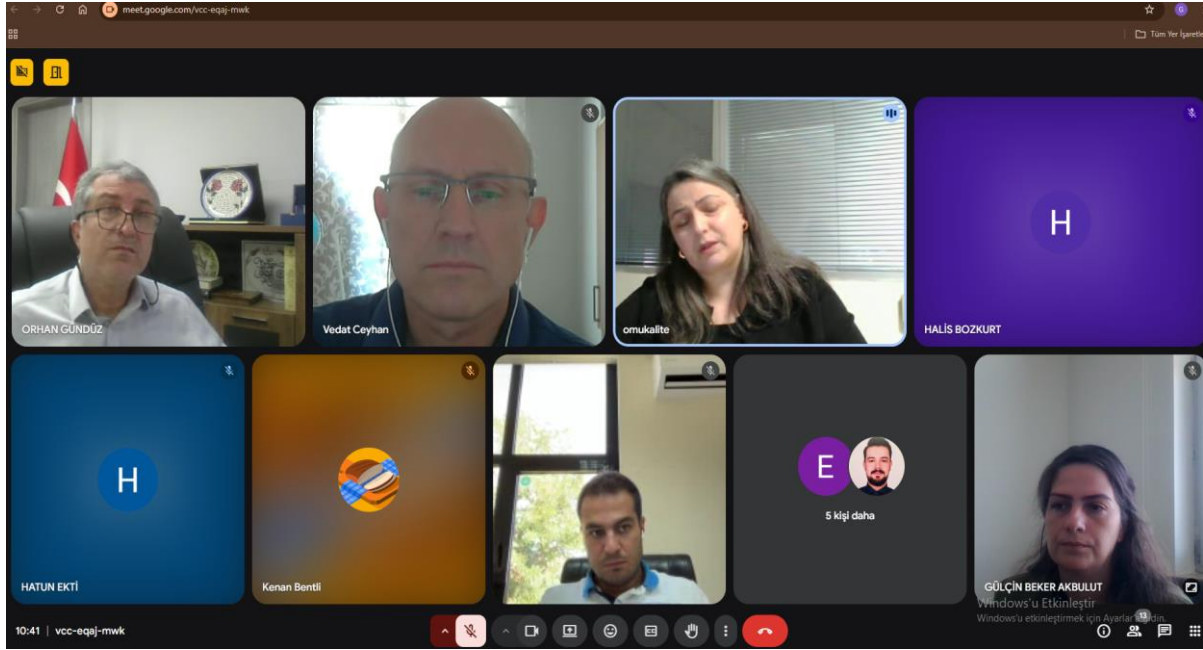 meet.google.com/vcc-eqaj-mwk
G
Tüm Yer İşaretle
ORHAN GÜNDÜZ
Vedat Ceyhan
omukalite
H
HALİS BOZKURT
H
HATUN EKTİ
Kenan Bentli
E
5 kişi daha
GÜLÇİN BEKER AKBULUT
Windows'u Etkinleştir
Windows'u etkinleştirmek için Ayarlar'a gidin.
10:41 | vcc-eqaj-mwk
13